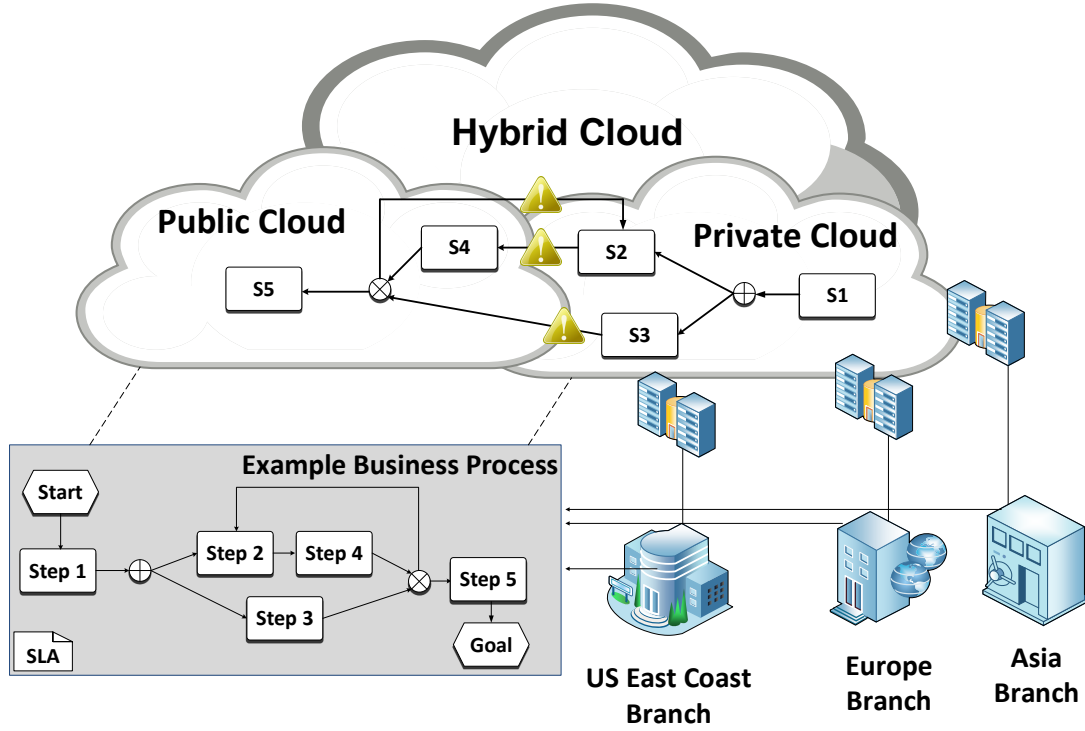 Hybrid Cloud
Public Cloud
Private Cloud
S4
S2
S5
S1
S3
Example Business Process
Start
Step 2
Step 4
Step 1
Step 5
Step 3
Goal
SLA
US East Coast
Branch
Europe
Branch
Asia
Branch